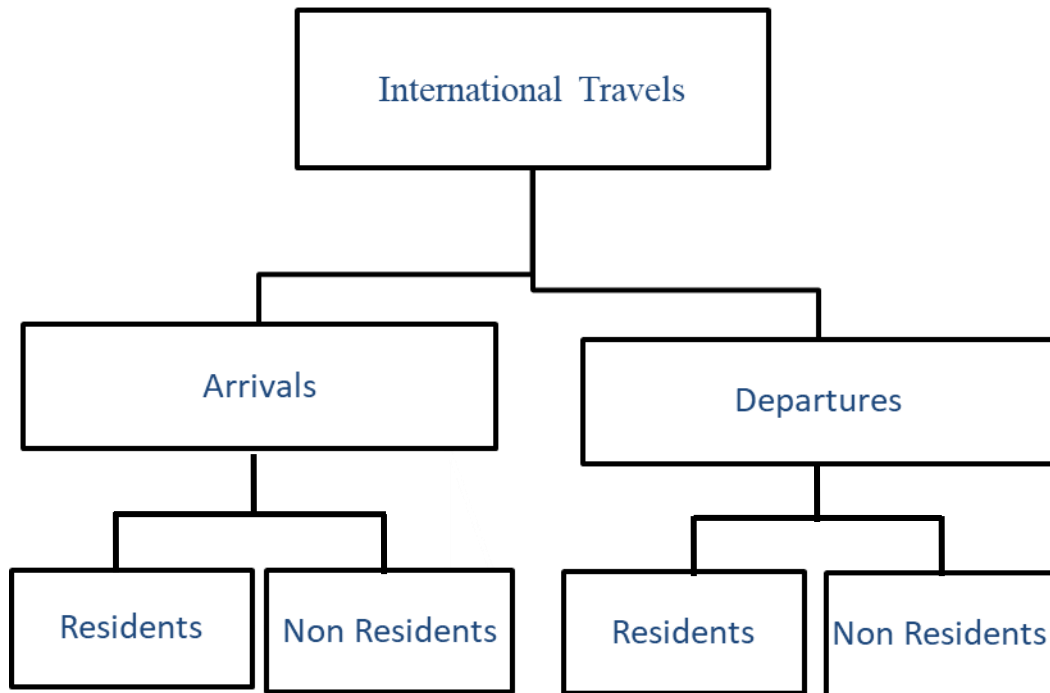 International Travels
Arrivals
Departures
Residents
Non Residents
Residents
Non Residents